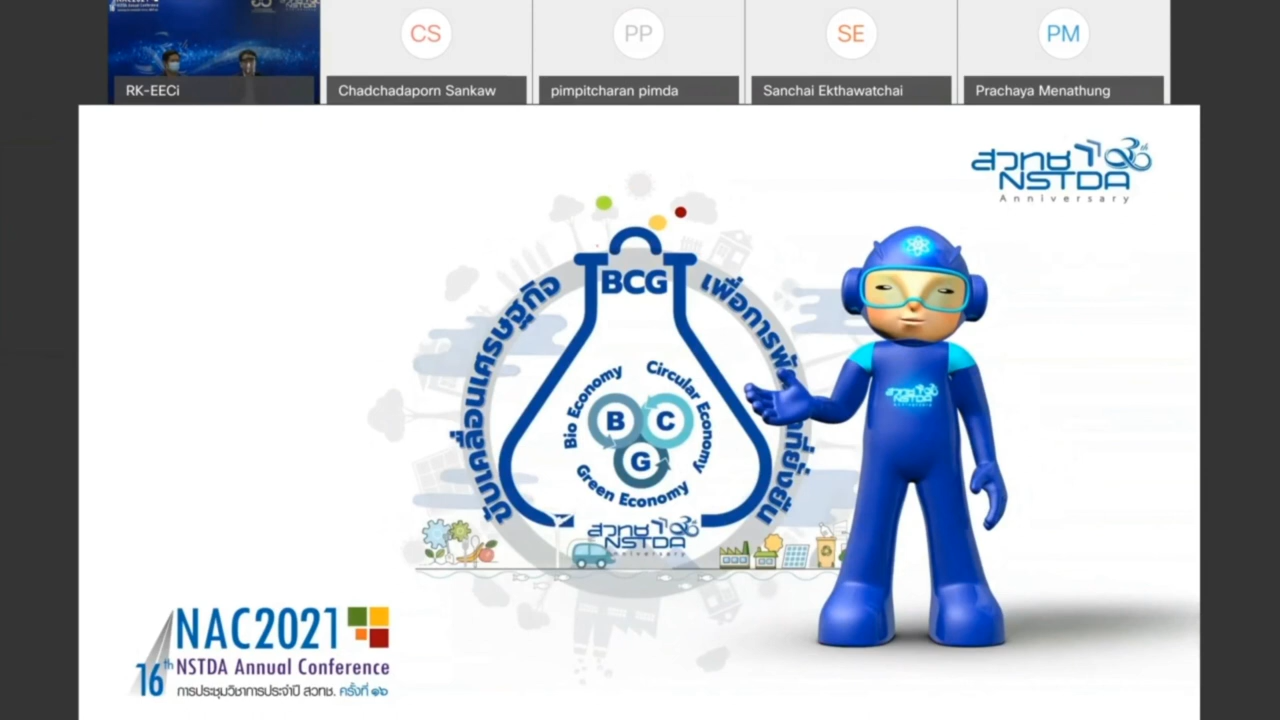 RK-EECi
CS
Chadchadaporn Sankaw
PP
pimpitcharan pimda
SE
Sanchai Ekthawatchai
PM
Prachaya Menathung
สวทช
NSTDA
Anniversary
BCG
ขับเคลื่อนเศรษฐกิจ
Bio Economy
Circular Economy
B
C
G
Green Economy
สวทช
NSTDA
Anniversary
สวทช
NSTDA
NAC2021
16th NSTDA Annual Conference
การประชุมวิชาการประจำปี สวทช. ครั้งที่ ๑๖